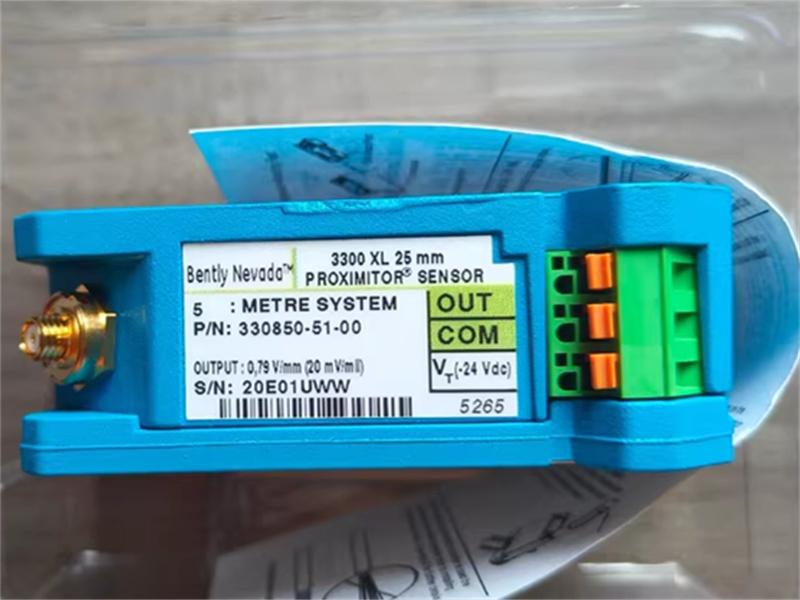 Bently Nevada™
3300 XL 25 mm
PROXIMITOR® SENSOR
5 : METRE SYSTEM
P/N: 330850-51-00
OUTPUT : 0,79 V/mm (20 mV/mil)
S/N: 20E01UWW
OUT
COM
VT (-24 Vdc)
5265